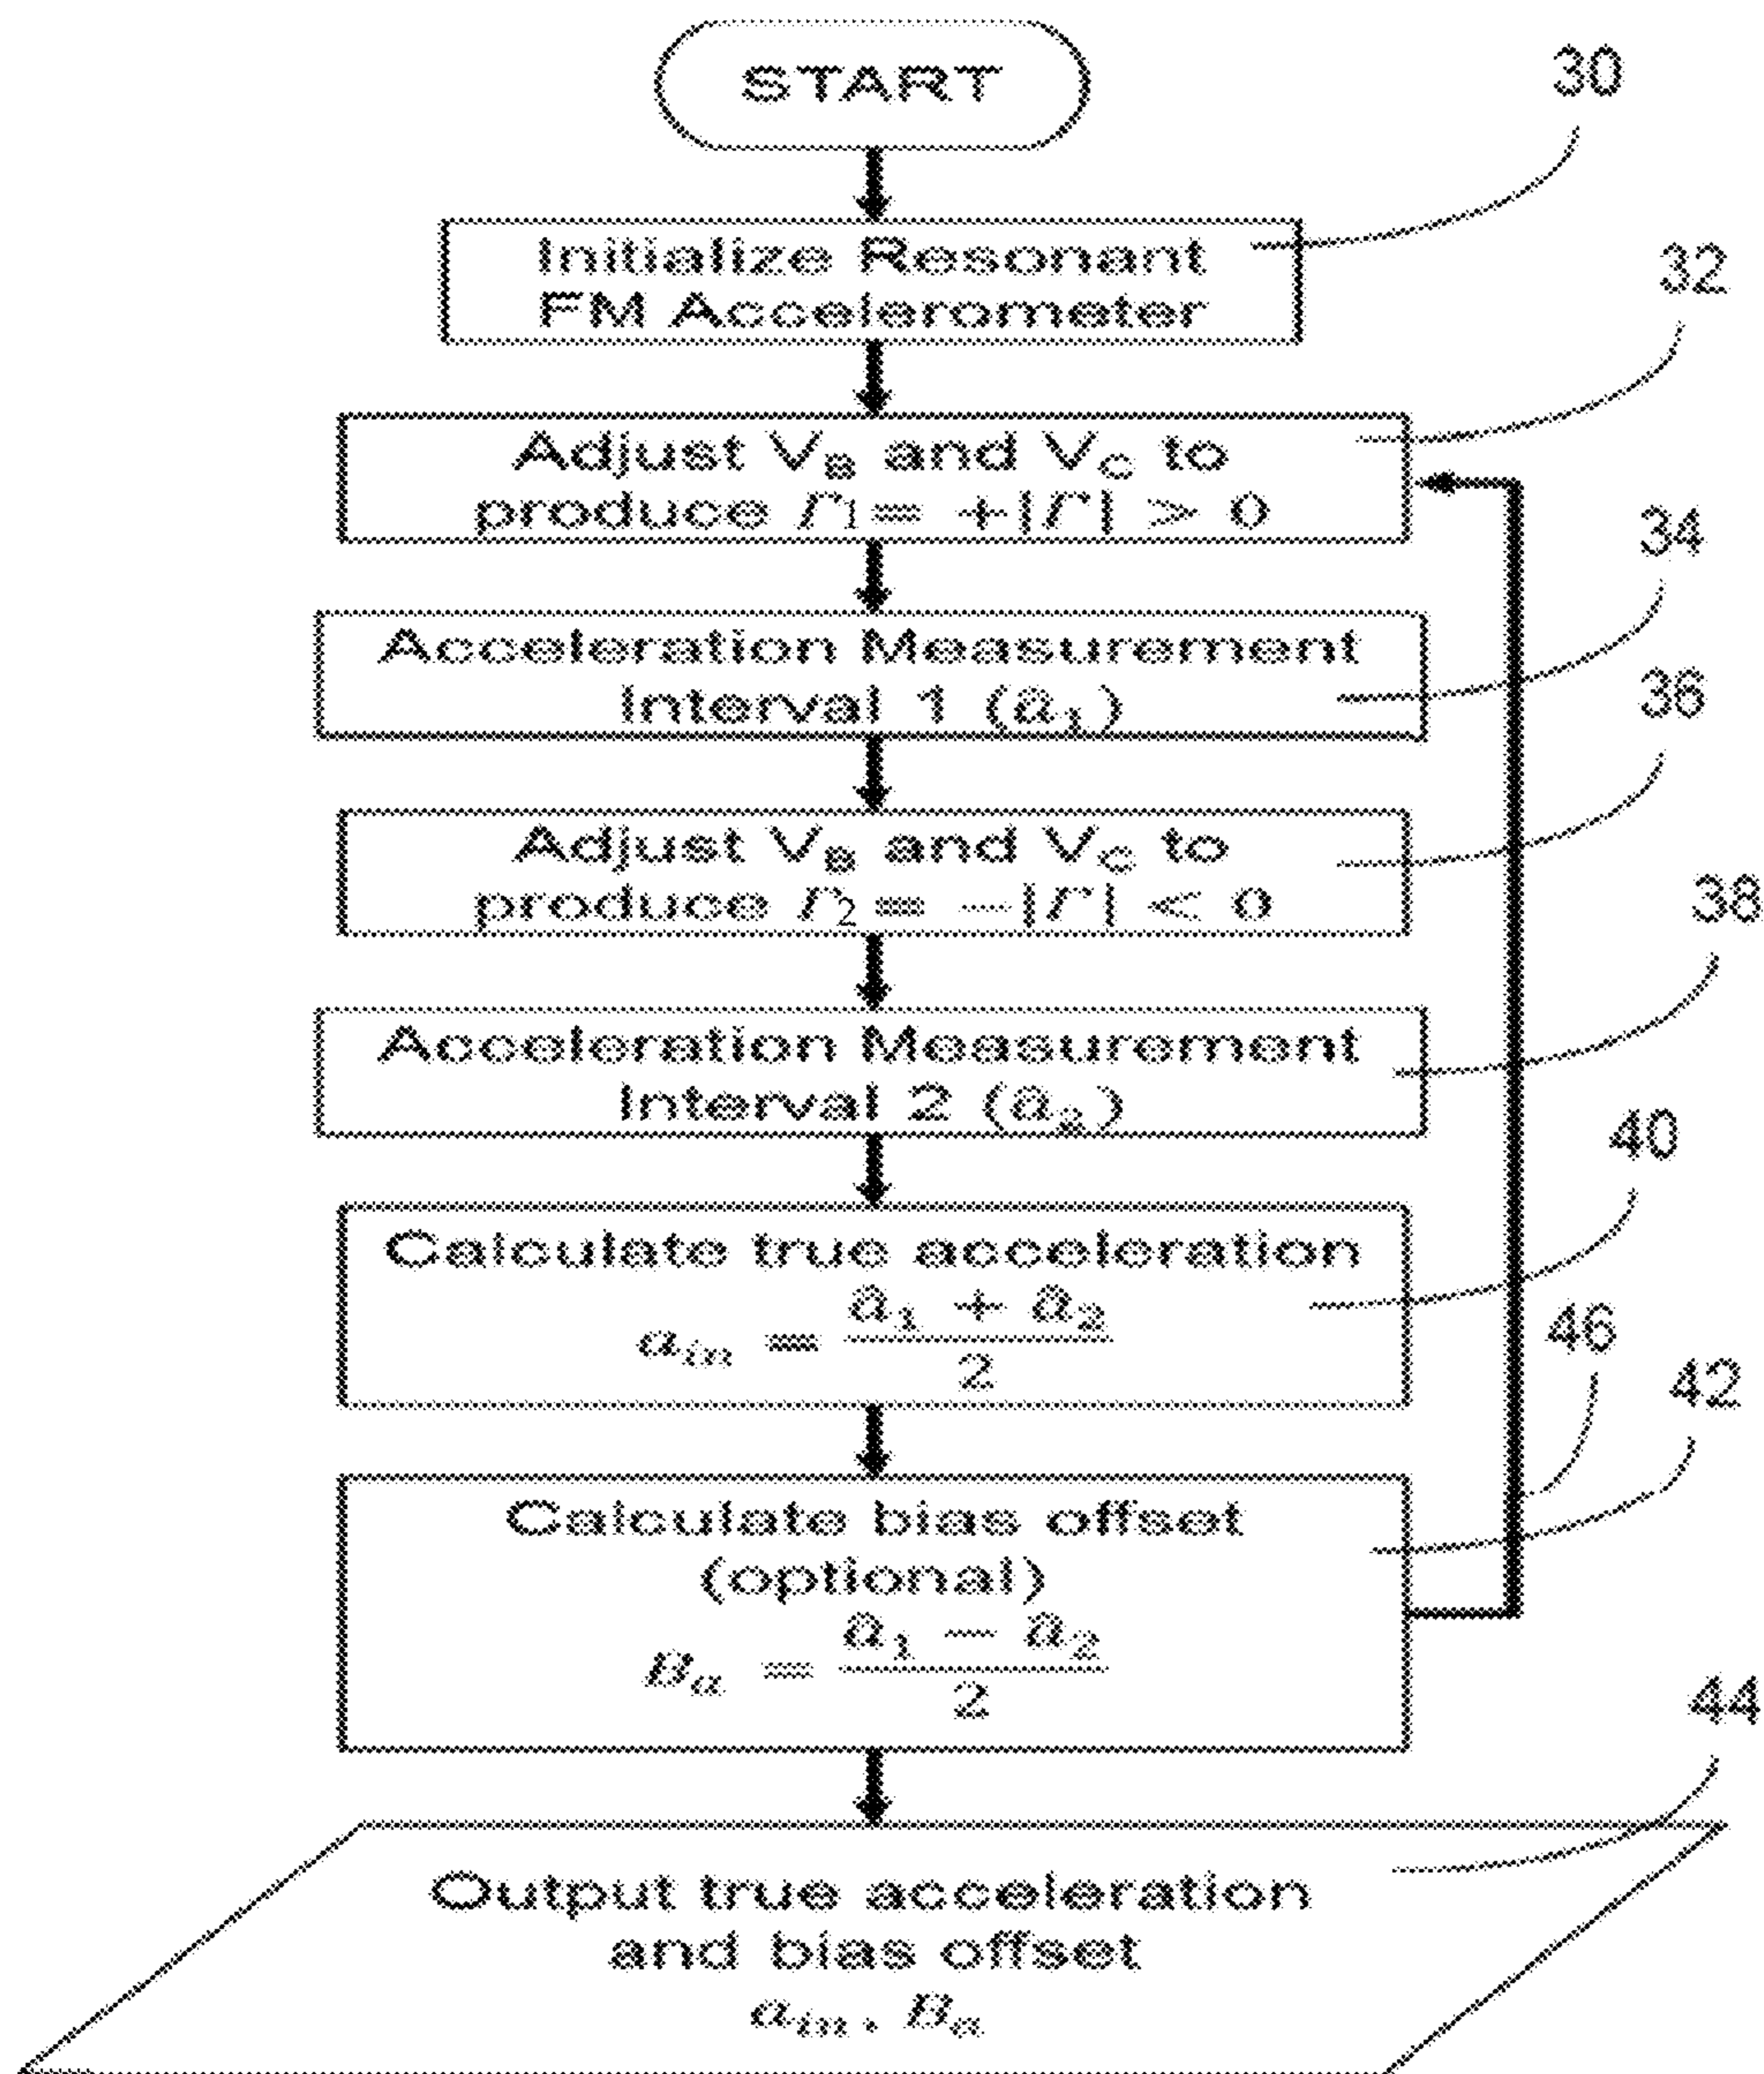 START
30
Initialize Resonant
FM Accelerometer
32
Adjust V_B and V_C to
produce Γ₁ = +|Γ| > 0
34
Acceleration Measurement
Interval 1 (â₁)
36
Adjust V_B and V_C to
produce Γ₂ = −|Γ| < 0
38
Acceleration Measurement
Interval 2 (â₂)
40
Calculate true acceleration
a_in = (â₁ + â₂) / 2
46
42
Calculate bias offset
(optional)
B_a = (â₁ − â₂) / 2
44
Output true acceleration
and bias offset
a_in, B_a